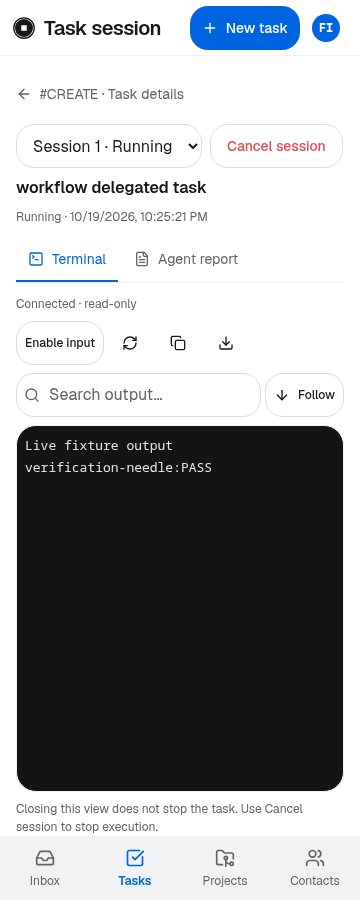 Task session
New task
FI
#CREATE · Task details
Session 1 · Running
Cancel session
workflow delegated task
Running · 10/19/2026, 10:25:21 PM
Terminal
Agent report
Connected · read-only
Enable input
Search output...
Follow
Live fixture output
verification-needle:PASS
Closing this view does not stop the task. Use Cancel
session to stop execution.
Inbox
Tasks
Projects
Contacts